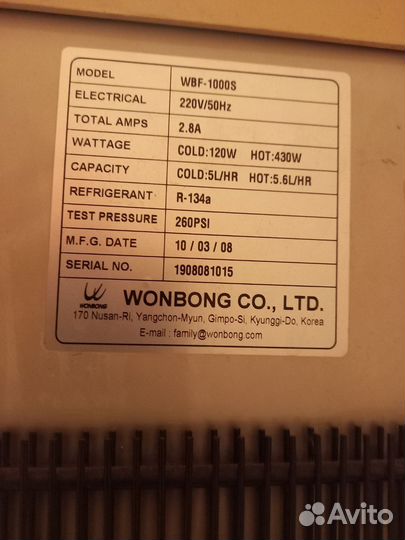 MODEL WBF-1000S
ELECTRICAL 220V/50Hz
TOTAL AMPS 2.8A
WATTAGE COLD:120W HOT:430W
CAPACITY COLD:5L/HR HOT:5.6L/HR
REFRIGERANT R-134a
TEST PRESSURE 260PSI
M.F.G. DATE 10 / 03 / 08
SERIAL NO. 1908081015
WONBONG WONBONG CO., LTD.
170 Nusan-Ri, Yangchon-Myun, Gimpo-Si, Kyunggi-Do, Korea
E-mail : family@wonbong.com
Avito